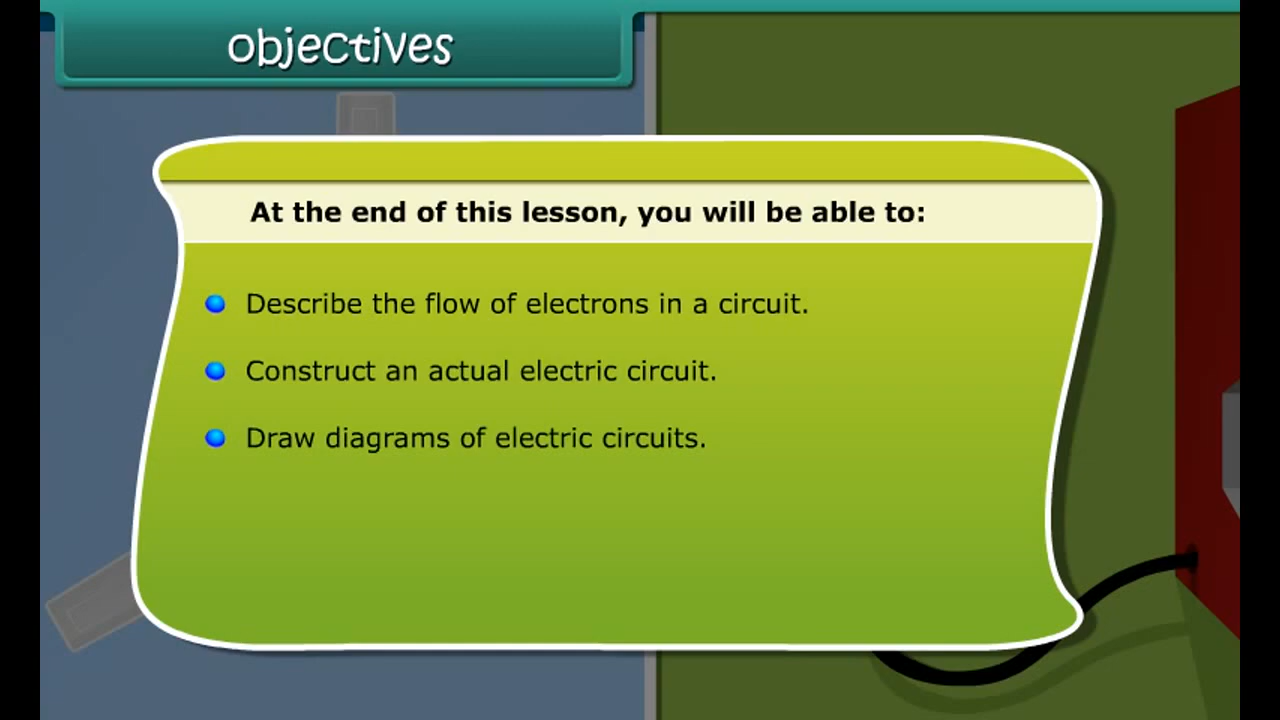 Objectives
At the end of this lesson, you will be able to:
Describe the flow of electrons in a circuit.
Construct an actual electric circuit.
Draw diagrams of electric circuits.